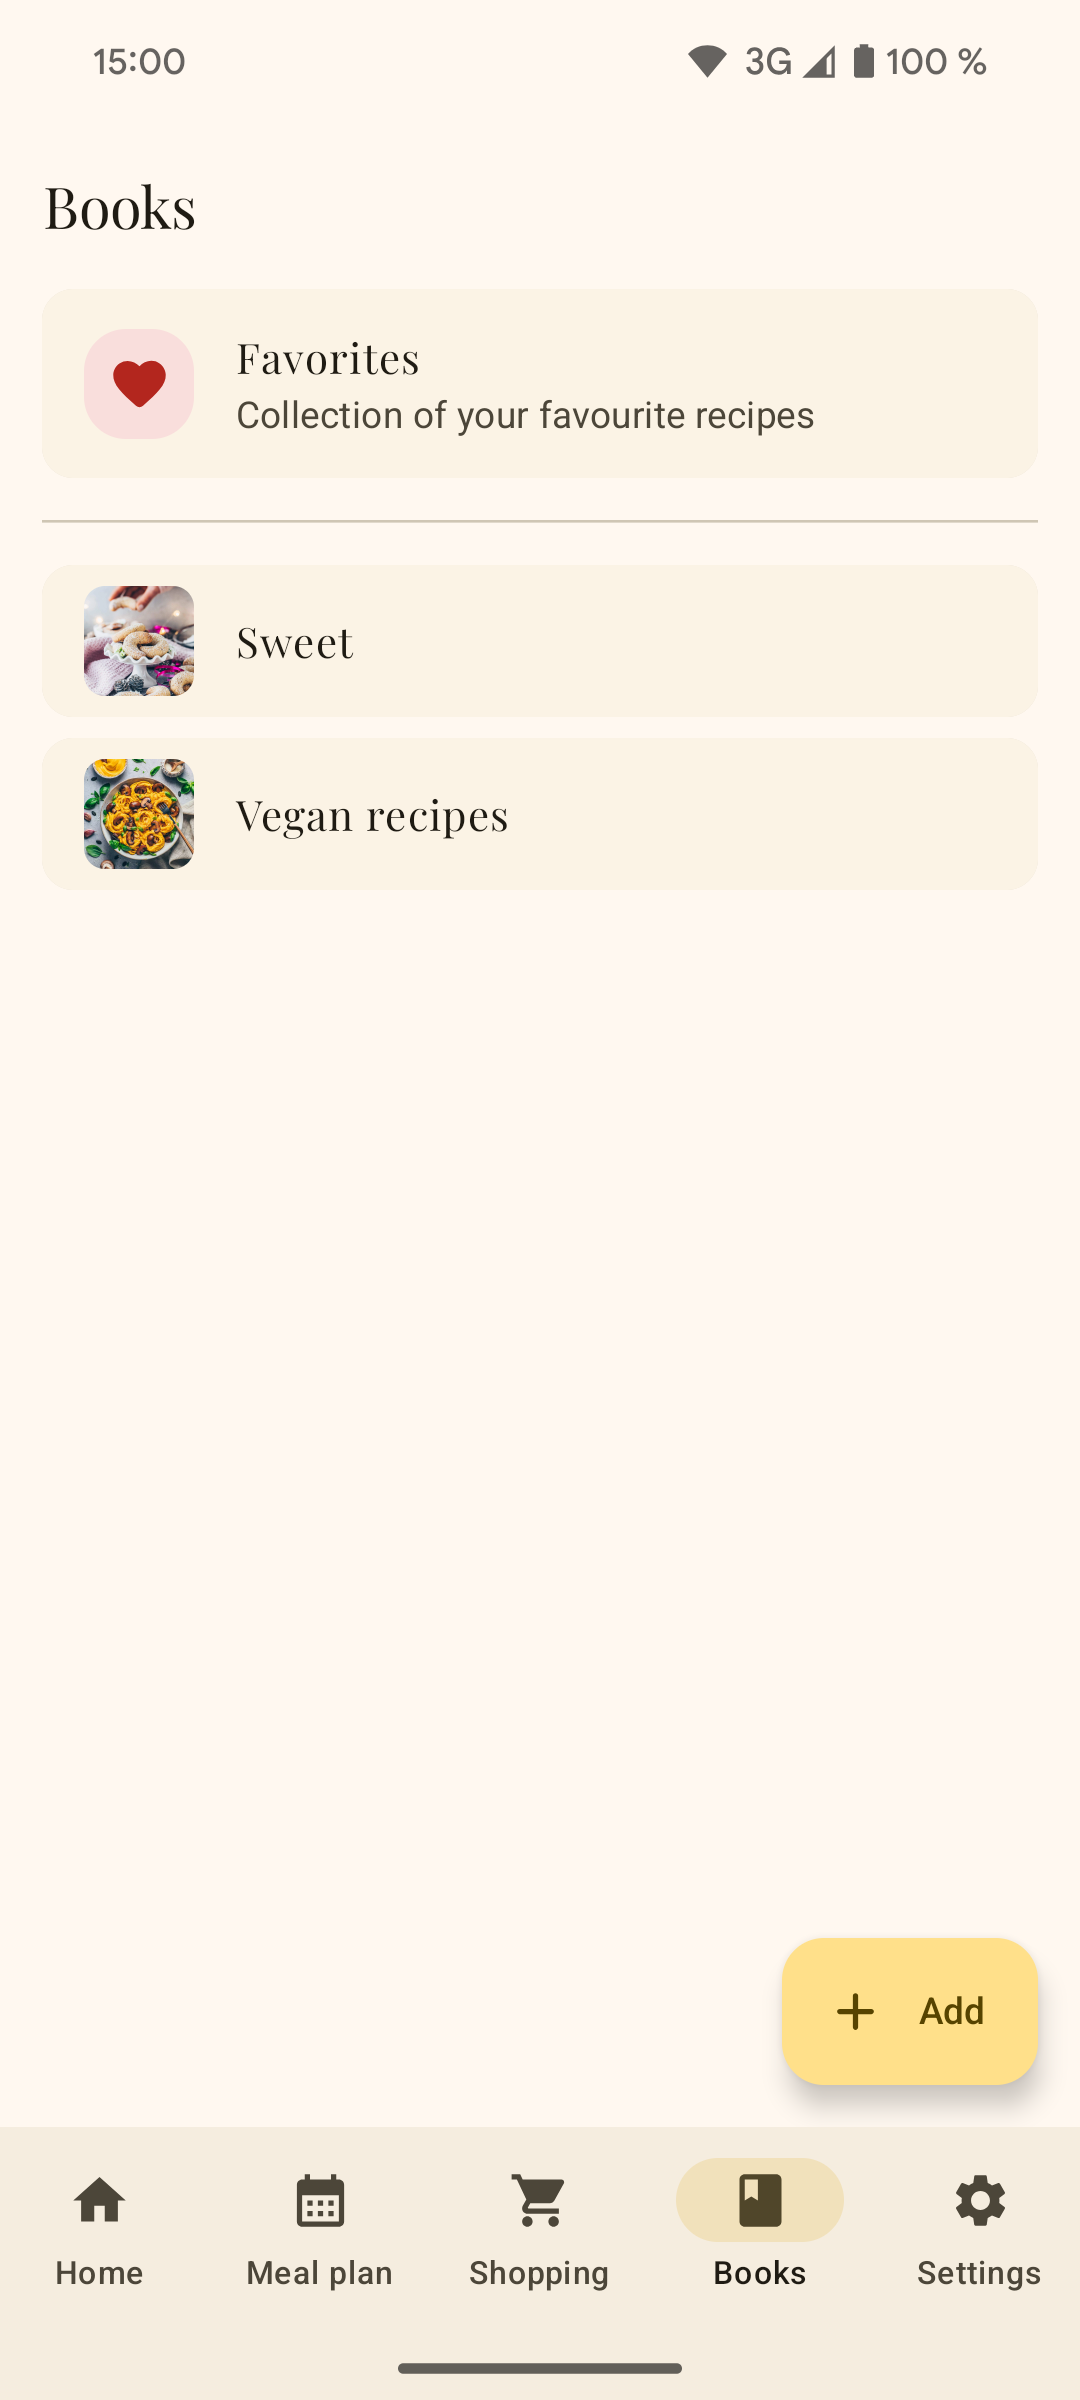 15:00
3G 100 %
Books
Favorites
Collection of your favourite recipes
Sweet
Vegan recipes
Add
Home
Meal plan
Shopping
Books
Settings